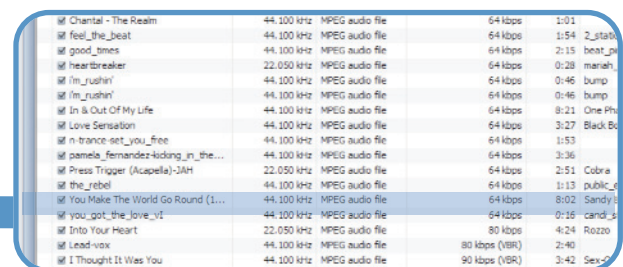 Chantal - The Realm 44.100 kHz MPEG audio file 64 kbps 1:01
feel_the_beat 44.100 kHz MPEG audio file 64 kbps 1:54 2_static
good_times 44.100 kHz MPEG audio file 64 kbps 2:15 beat_pi
heartbreaker 22.050 kHz MPEG audio file 64 kbps 0:28 mariah_
i'm_rushin' 44.100 kHz MPEG audio file 64 kbps 0:46 bump
i'm_rushin' 44.100 kHz MPEG audio file 64 kbps 0:46 bump
In & Out Of My Life 44.100 kHz MPEG audio file 64 kbps 8:21 One Pha
Love Sensation 44.100 kHz MPEG audio file 64 kbps 3:27 Black Bo
n-trance-set_you_free 44.100 kHz MPEG audio file 64 kbps 1:53
pamela_fernandez-kicking_in_the... 44.100 kHz MPEG audio file 64 kbps 3:36
Press Trigger (Acapella)-JAH 22.050 kHz MPEG audio file 64 kbps 2:51 Cobra
the_rebel 44.100 kHz MPEG audio file 64 kbps 1:13 public_e
You Make The World Go Round (1... 44.100 kHz MPEG audio file 64 kbps 8:02 Sandy
you_got_the_love_vI 44.100 kHz MPEG audio file 64 kbps 0:16 candi_s
Into Your Heart 22.050 kHz MPEG audio file 80 kbps 4:24 Rozzo
Lead-vox 44.100 kHz MPEG audio file 80 kbps (VBR) 2:40
I Thought It Was You 44.100 kHz MPEG audio file 90 kbps (VBR) 3:42 Sex-O